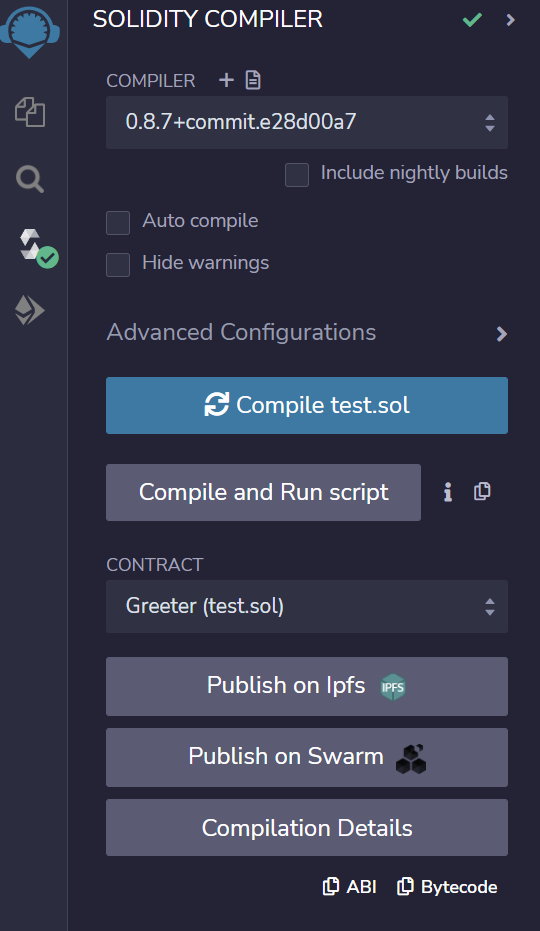 SOLIDITY COMPILER
COMPILER
0.8.7+commit.e28d00a7
Include nightly builds
Auto compile
Hide warnings
Advanced Configurations
Compile test.sol
Compile and Run script
CONTRACT
Greeter (test.sol)
Publish on Ipfs IPFS
Publish on Swarm
Compilation Details
ABI Bytecode